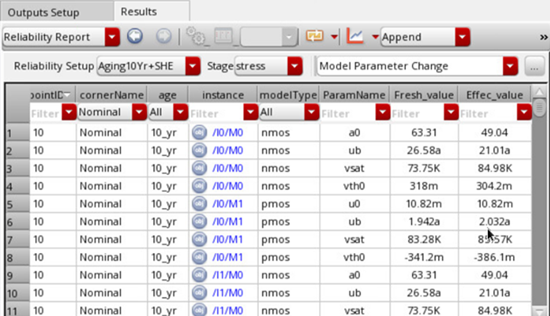 Outputs Setup Results
Reliability Report Append
Reliability Setup Aging10Yr+SHE Stage stress Model Parameter Change ...
pointID cornerName age instance modelType ParamName Fresh_value Effec_value
Filter Nominal All Filter All Filter Filter Filter
1 10 Nominal 10_yr /I0/M0 nmos a0 63.31 49.04
2 10 Nominal 10_yr /I0/M0 nmos ub 26.58a 21.01a
3 10 Nominal 10_yr /I0/M0 nmos vsat 73.75K 84.98K
4 10 Nominal 10_yr /I0/M0 nmos vth0 318m 304.2m
5 10 Nominal 10_yr /I0/M1 pmos u0 10.82m 10.82m
6 10 Nominal 10_yr /I0/M1 pmos ub 1.942a 2.032a
7 10 Nominal 10_yr /I0/M1 pmos vsat 83.28K
8 10 Nominal 10_yr /I0/M1 pmos vth0 -341.2m -386.1m
9 10 Nominal 10_yr /I1/M0 nmos a0 63.31 49.04
10 10 Nominal 10_yr /I1/M0 nmos ub 26.58a 21.01a
11 10 Nominal 10_yr /I1/M0 nmos vsat 73.75K 84.98K